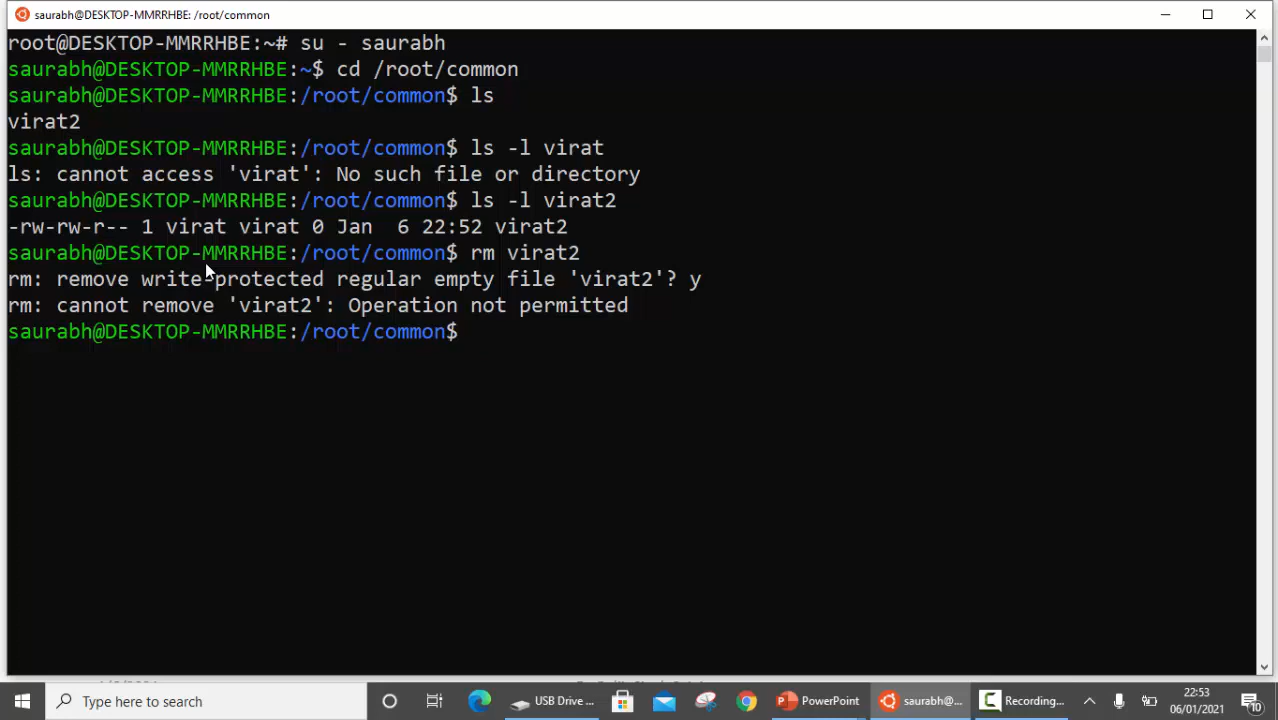 saurabh@DESKTOP-MMRRHBE: /root/common
root@DESKTOP-MMRRHBE:~# su - saurabh
saurabh@DESKTOP-MMRRHBE:~$ cd /root/common
saurabh@DESKTOP-MMRRHBE:/root/common$ ls
virat2
saurabh@DESKTOP-MMRRHBE:/root/common$ ls -l virat
ls: cannot access 'virat': No such file or directory
saurabh@DESKTOP-MMRRHBE:/root/common$ ls -l virat2
-rw-rw-r-- 1 virat virat 0 Jan  6 22:52 virat2
saurabh@DESKTOP-MMRRHBE:/root/common$ rm virat2
rm: remove write-protected regular empty file 'virat2'? y
rm: cannot remove 'virat2': Operation not permitted
saurabh@DESKTOP-MMRRHBE:/root/common$
Type here to search
USB Drive ...
PowerPoint
saurabh@...
Recording...
22:53
06/01/2021
10